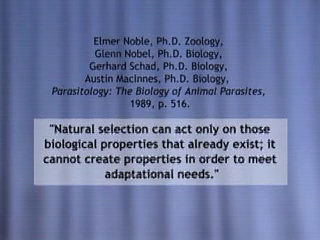 Elmer Noble, Ph.D. Zoology,
Glenn Nobel, Ph.D. Biology,
Gerhard Schad, Ph.D. Biology,
Austin MacInnes, Ph.D. Biology,
Parasitology: The Biology of Animal Parasites,
1989, p. 516.
"Natural selection can act only on those
biological properties that already exist; it
cannot create properties in order to meet
adaptational needs."